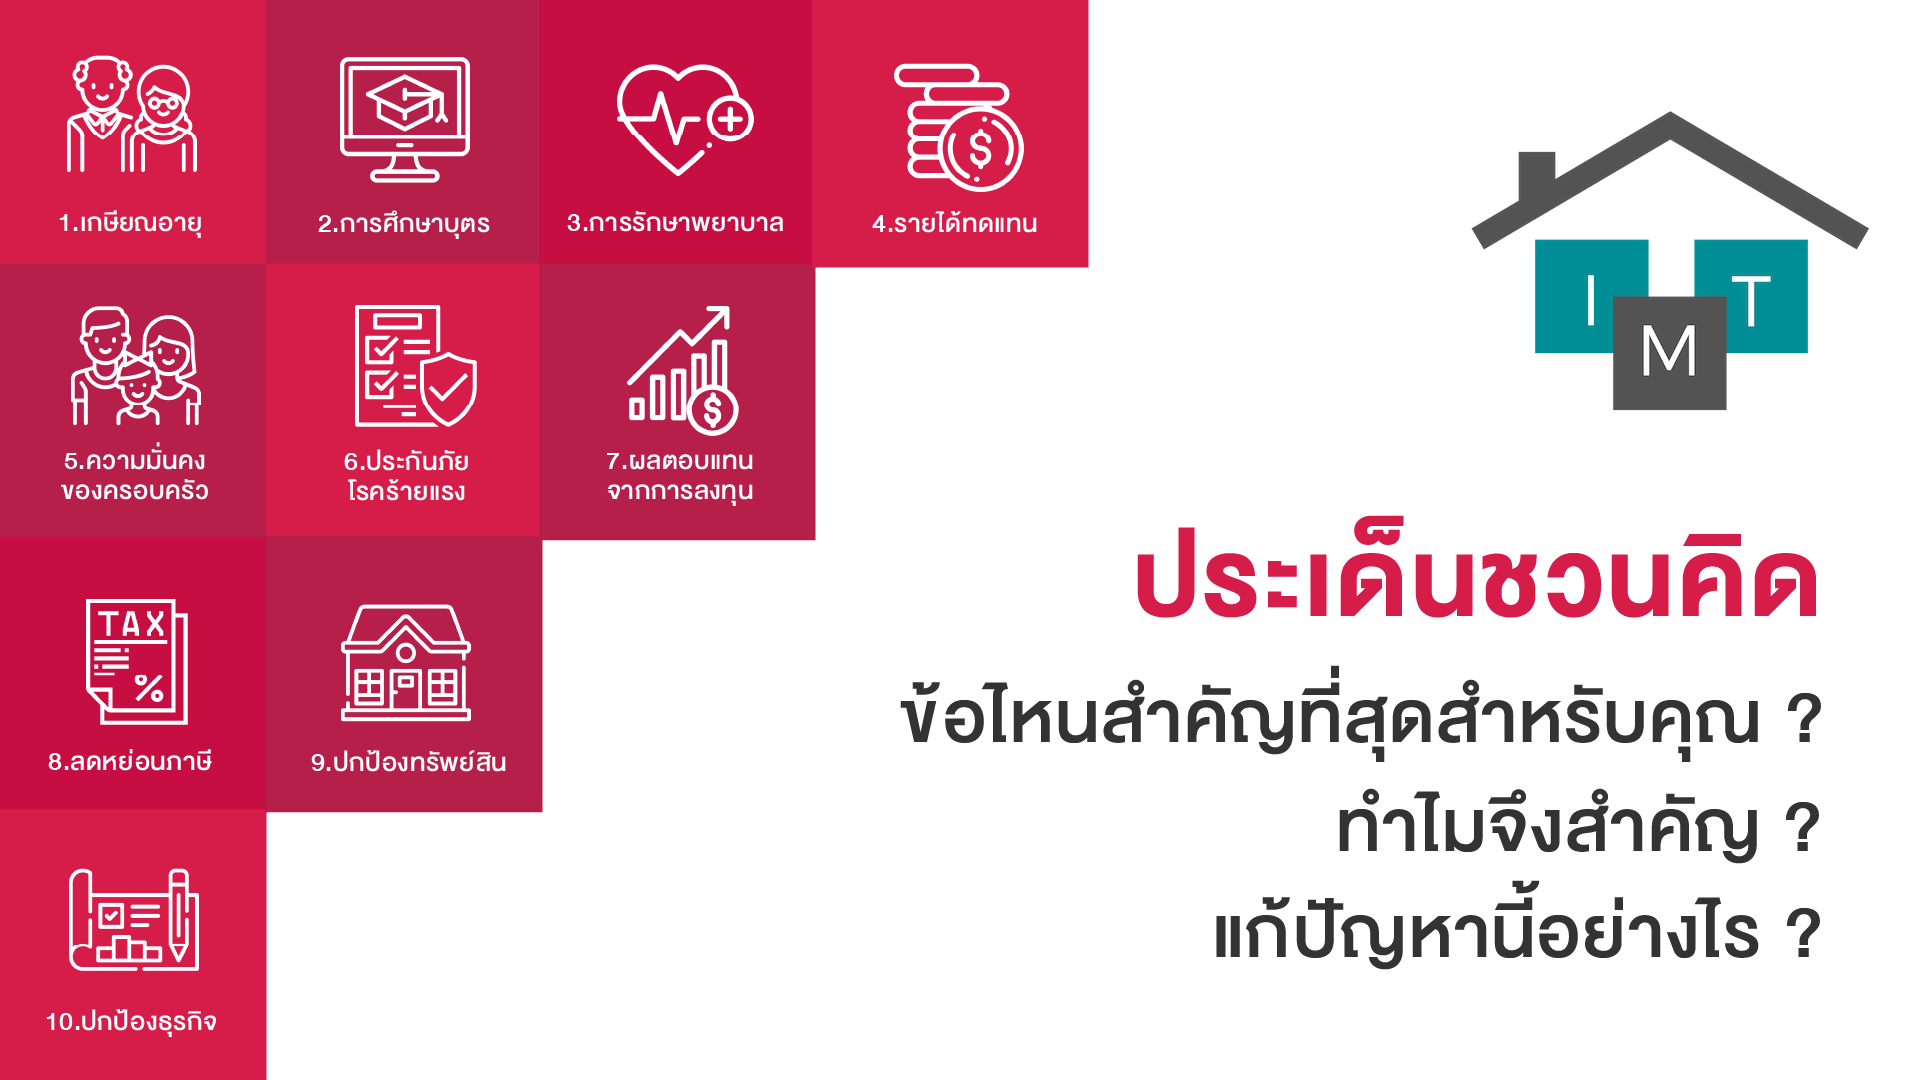 1.เกษียณอายุ
2.การศึกษาบุตร
3.การรักษาพยาบาล
4.รายได้ทดแทน
5.ความมั่นคง
ของครอบครัว
6.ประกันภัย
โรคร้ายแรง
7.ผลตอบแทน
จากการลงทุน
TAX
%
8.ลดหย่อนภาษี
9.ปกป้องทรัพย์สิน
10.ปกป้องธุรกิจ
I M T
ประเด็นชวนคิด
ข้อไหนสำคัญที่สุดสำหรับคุณ ?
ทำไมจึงสำคัญ ?
แก้ปัญหานี้อย่างไร ?